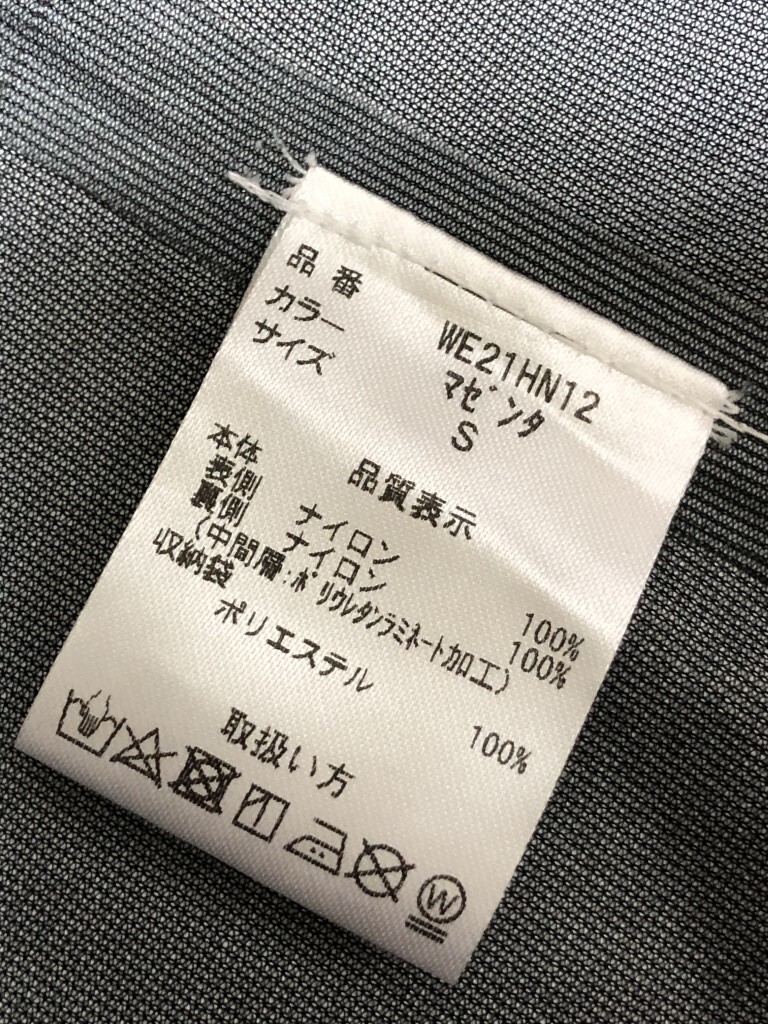 品番 WE21HN12
カラー マゼンタ
サイズ S
品質表示
本体
表側 ナイロン 100%
裏側 ナイロン 100%
(中間層:ポリウレタンラミネート加工)
収納袋
ポリエステル 100%
取扱い方
W